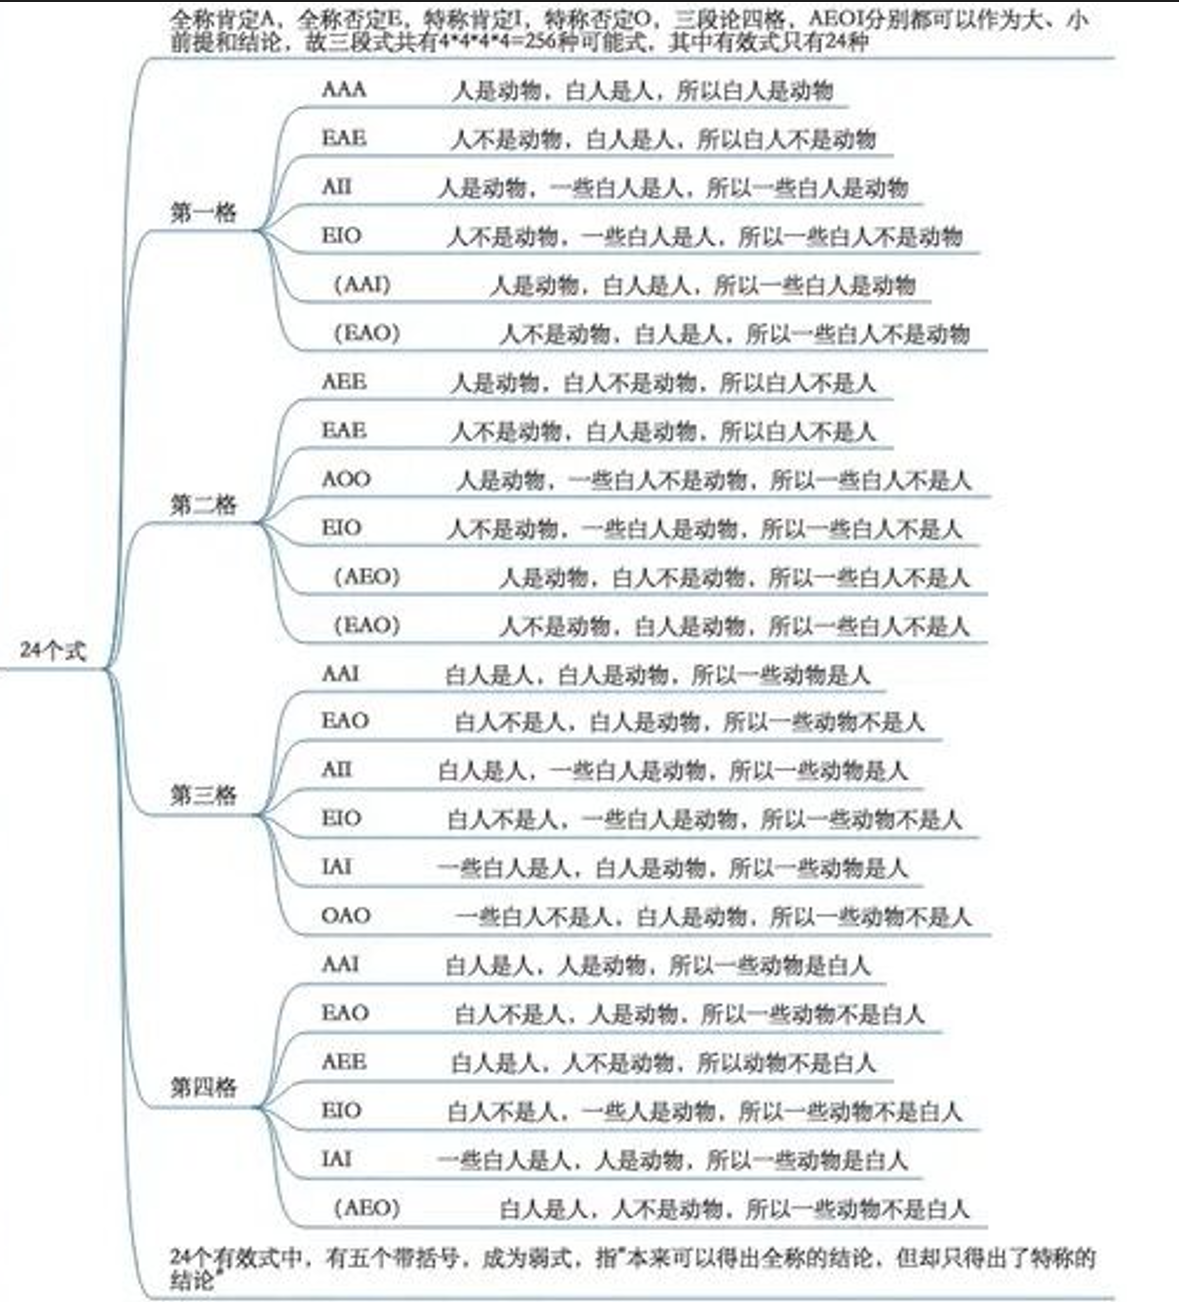 全称肯定A，全称否定E，特称肯定I，特称否定O，三段论四格，AEOI分别都可以作为大、小
前提和结论，故三段式共有4*4*4*4=256种可能式，其中有效式只有24种
24个式
第一格
AAA 人是动物，白人是人，所以白人是动物
EAE 人不是动物，白人是人，所以白人不是动物
AII 人是动物，一些白人是人，所以一些白人是动物
EIO 人不是动物，一些白人是人，所以一些白人不是动物
（AAI） 人是动物，白人是人，所以一些白人是动物
（EAO） 人不是动物，白人是人，所以一些白人不是动物
第二格
AEE 人是动物，白人不是动物，所以白人不是人
EAE 人不是动物，白人是动物，所以白人不是人
AOO 人是动物，一些白人不是动物，所以一些白人不是人
EIO 人不是动物，一些白人是动物，所以一些白人不是人
（AEO） 人是动物，白人不是动物，所以一些白人不是人
（EAO） 人不是动物，白人是动物，所以一些白人不是人
第三格
AAI 白人是人，白人是动物，所以一些动物是人
EAO 白人不是人，白人是动物，所以一些动物不是人
AII 白人是人，一些白人是动物，所以一些动物是人
EIO 白人不是人，一些白人是动物，所以一些动物不是人
IAI 一些白人是人，白人是动物，所以一些动物是人
OAO 一些白人不是人，白人是动物，所以一些动物不是人
第四格
AAI 白人是人，人是动物，所以一些动物是白人
EAO 白人不是人，人是动物，所以一些动物不是白人
AEE 白人是人，人不是动物，所以动物不是白人
EIO 白人不是人，一些人是动物，所以一些动物不是白人
IAI 一些白人是人，人是动物，所以一些动物是白人
（AEO） 白人是人，人不是动物，所以一些动物不是白人
24个有效式中，有五个带括号，成为弱式，指"本来可以得出全称的结论，但却只得出了特称的
结论"